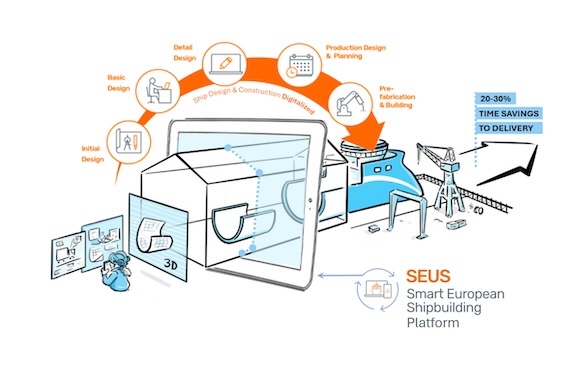 Initial
Design
Basic
Design
Detail
Design
Production Design
& Planning
Pre-
fabrication
& Building
Ship Design & Construction Digitalized
20-30%
TIME SAVINGS
TO DELIVERY
3D
SEUS
Smart European
Shipbuilding
Platform